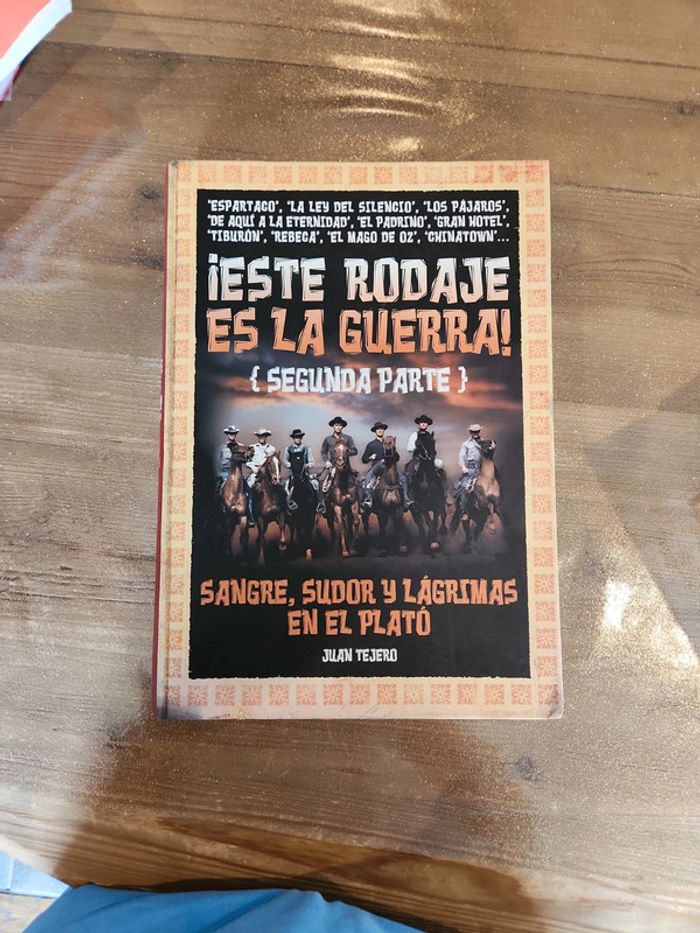 'ESPARTACO', 'LA LEY DEL SILENCIO', 'LOS PÁJAROS',
'DE AQUÍ A LA ETERNIDAD', 'EL PADRINO', 'GRAN HOTEL',
'TIBURÓN', 'REBECA', 'EL MAGO DE OZ', 'CHINATOWN'...
¡ESTE RODAJE
ES LA GUERRA!
{ SEGUNDA PARTE }
SANGRE, SUDOR Y LÁGRIMAS
EN EL PLATÓ
JUAN TEJERO